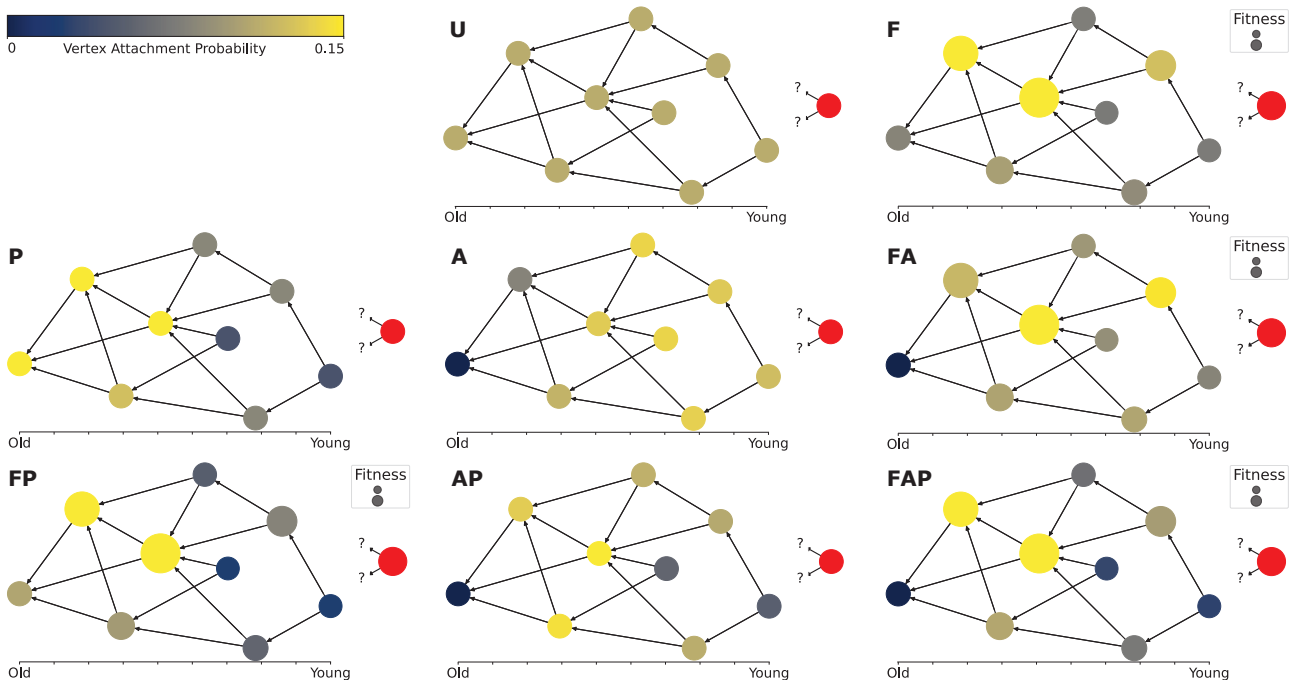 0 Vertex Attachment Probability 0.15
U
?
?
Old Young
F
Fitness
?
?
Old Young
P
?
?
Old Young
A
?
?
Old Young
FA
Fitness
?
?
Old Young
FP
Fitness
?
?
Old Young
AP
?
?
Old Young
FAP
Fitness
?
?
Old Young